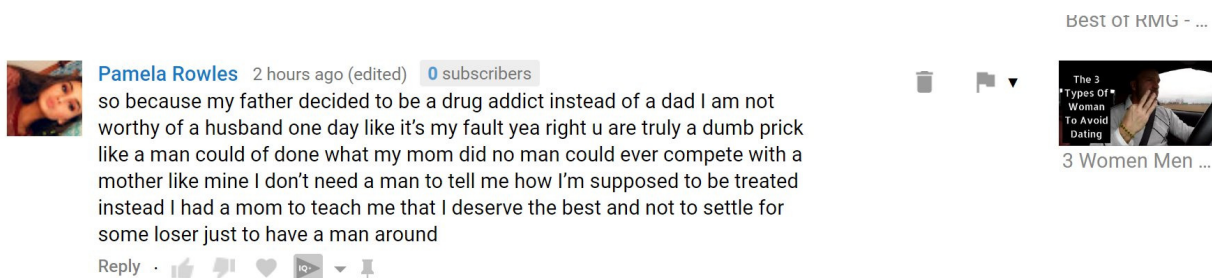 Best of RMG - ...
Pamela Rowles 2 hours ago (edited) 0 subscribers
so because my father decided to be a drug addict instead of a dad I am not
worthy of a husband one day like it's my fault yea right u are truly a dumb prick
like a man could of done what my mom did no man could ever compete with a
mother like mine I don't need a man to tell me how I'm supposed to be treated
instead I had a mom to teach me that I deserve the best and not to settle for
some loser just to have a man around
Reply ·
IQ+
The 3
Types Of
Woman
To Avoid
Dating
3 Women Men ...